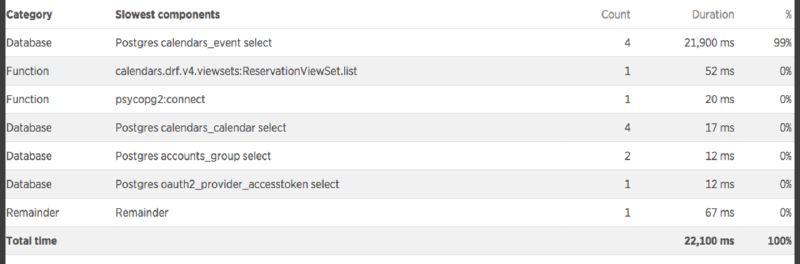 Category Slowest components Count Duration %
Database Postgres calendars_event select 4 21,900 ms 99%
Function calendars.drf.v4.viewsets:ReservationViewSet.list 1 52 ms 0%
Function psycopg2:connect 1 20 ms 0%
Database Postgres calendars_calendar select 4 17 ms 0%
Database Postgres accounts_group select 2 12 ms 0%
Database Postgres oauth2_provider_accesstoken select 1 12 ms 0%
Remainder Remainder 1 67 ms 0%
Total time 22,100 ms 100%